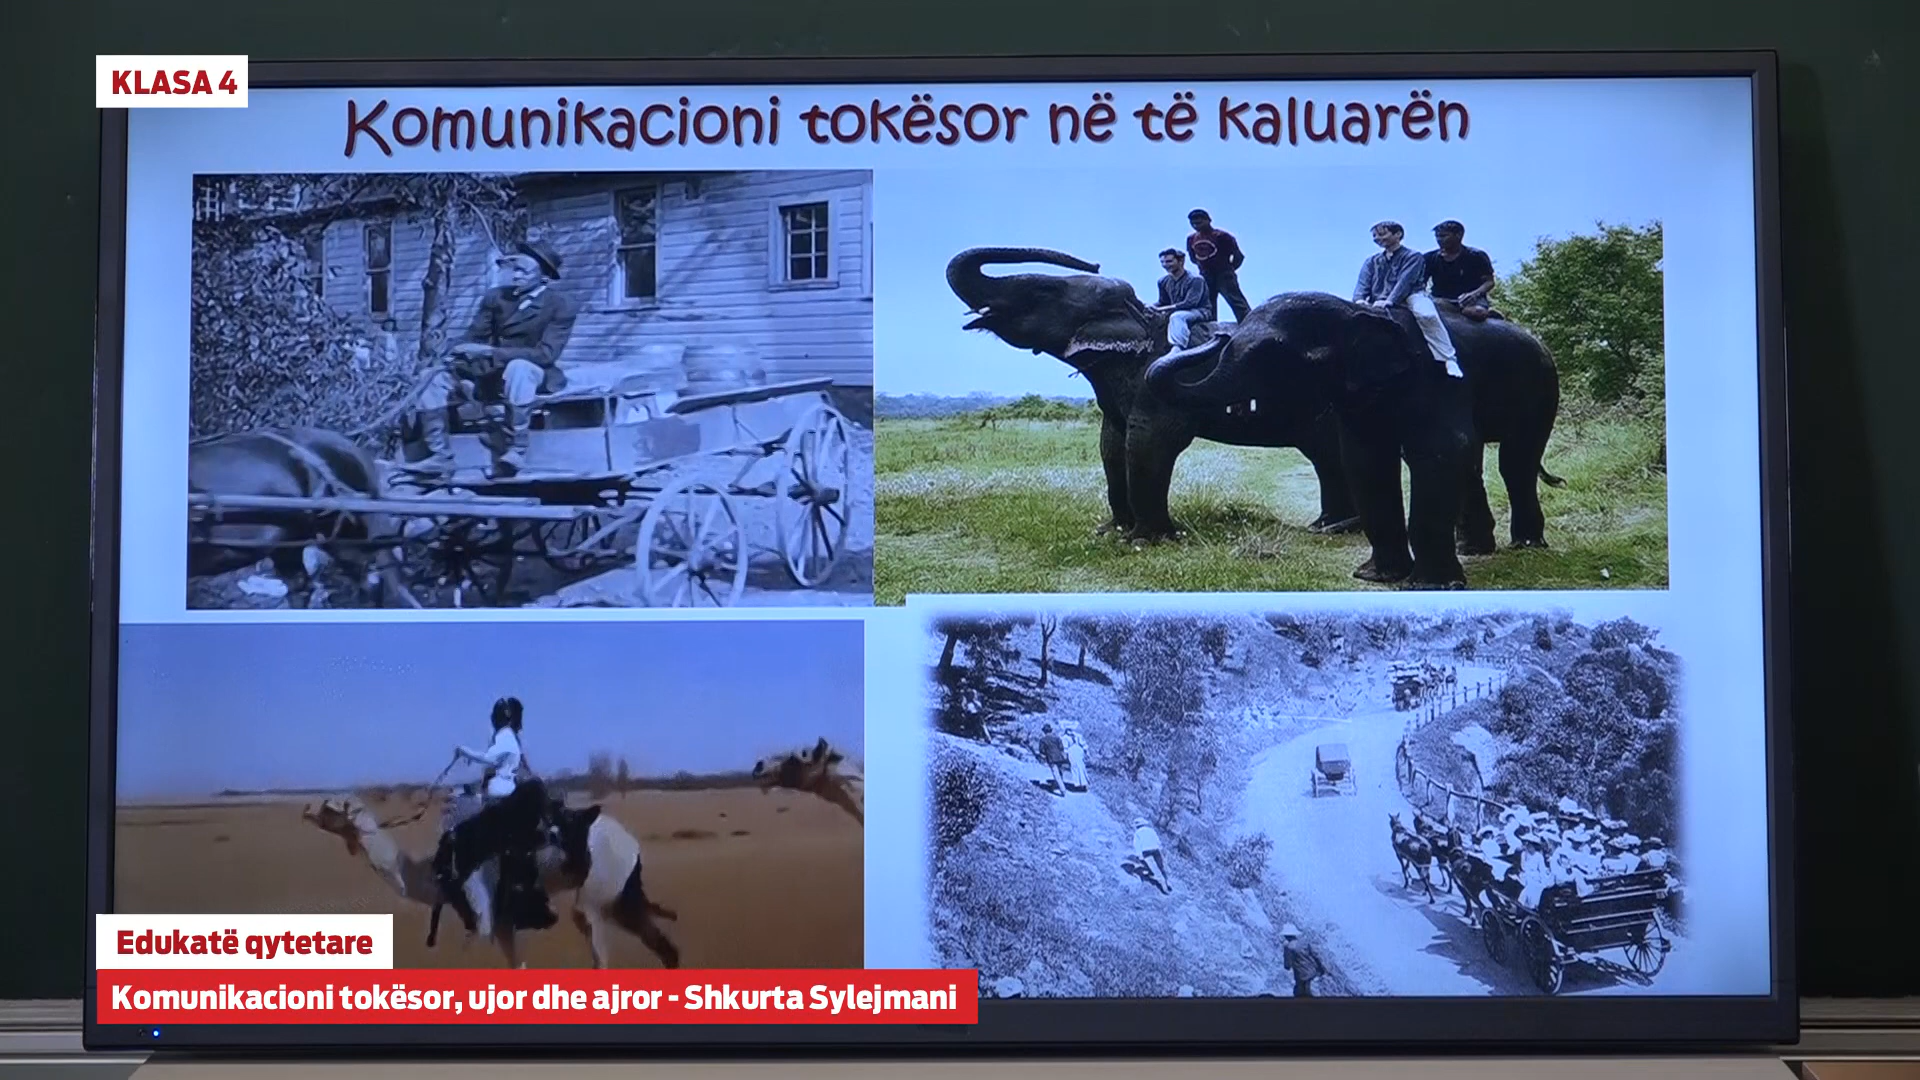 KLASA 4
Komunikacioni tokësor në të kaluarën
Edukatë qytetare
Komunikacioni tokësor, ujor dhe ajror - Shkurta Sylejmani